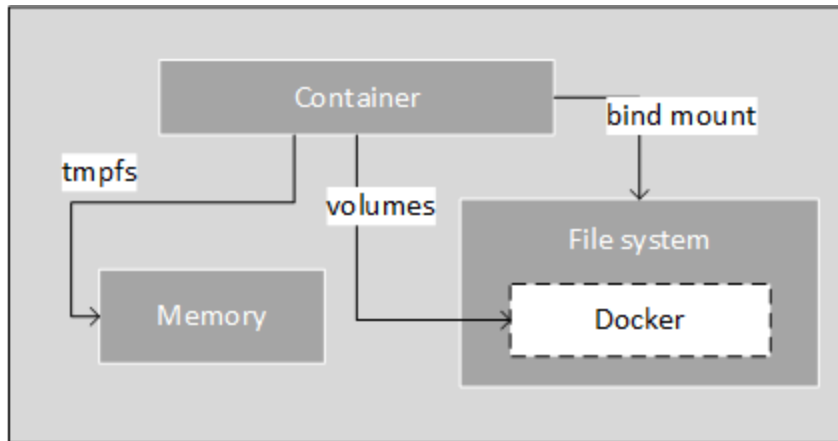 Container
bind mount
tmpfs
volumes
File system
Memory
Docker